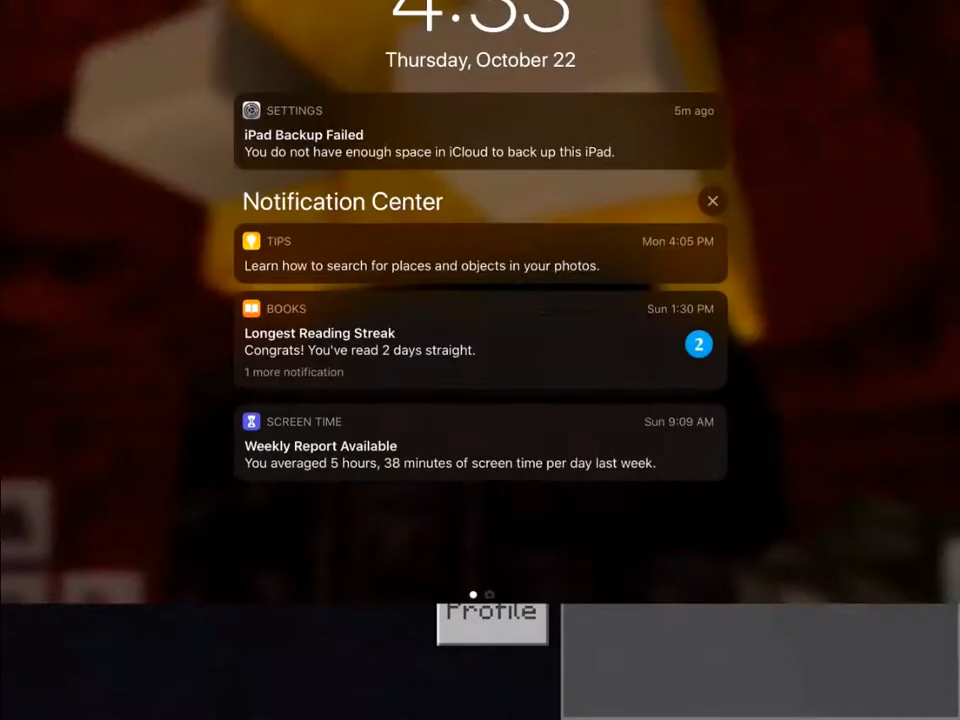 4:33
Thursday, October 22
SETTINGS
5m ago
iPad Backup Failed
You do not have enough space in iCloud to back up this iPad.
Notification Center
TIPS
Mon 4:05 PM
Learn how to search for places and objects in your photos.
BOOKS
Sun 1:30 PM
Longest Reading Streak
Congrats! You've read 2 days straight.
2
1 more notification
SCREEN TIME
Sun 9:09 AM
Weekly Report Available
You averaged 5 hours, 38 minutes of screen time per day last week.
Profile